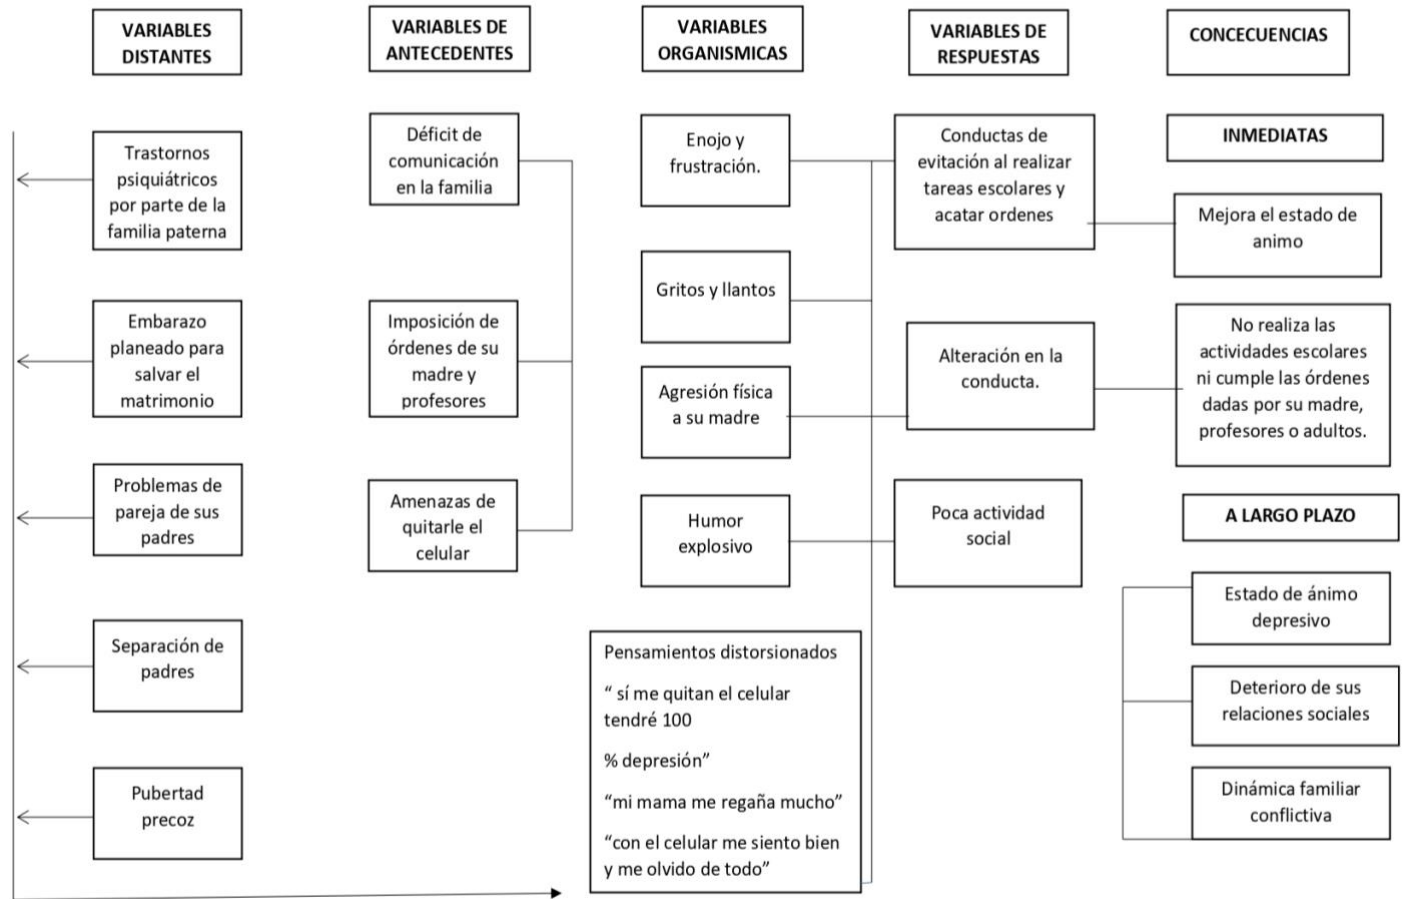 VARIABLES
DISTANTES
Trastornos
psiquiátricos
por parte de la
familia paterna
Embarazo
planeado para
salvar el
matrimonio
Problemas de
pareja de sus
padres
Separación de
padres
Pubertad
precoz
VARIABLES DE
ANTECEDENTES
Déficit de
comunicación
en la familia
Imposición de
órdenes de su
madre y
profesores
Amenazas de
quitarle el
celular
VARIABLES
ORGANISMICAS
Enojo y
frustración.
Gritos y llantos
Agresión física
a su madre
Humor
explosivo
Pensamientos distorsionados
“ sí me quitan el celular
tendré 100
% depresión”
“mi mama me regaña mucho”
“con el celular me siento bien
y me olvido de todo”
VARIABLES DE
RESPUESTAS
Conductas de
evitación al realizar
tareas escolares y
acatar ordenes
Alteración en la
conducta.
Poca actividad
social
CONCECUENCIAS
INMEDIATAS
Mejora el estado de
animo
No realiza las
actividades escolares
ni cumple las órdenes
dadas por su madre,
profesores o adultos.
A LARGO PLAZO
Estado de ánimo
depresivo
Deterioro de sus
relaciones sociales
Dinámica familiar
conflictiva